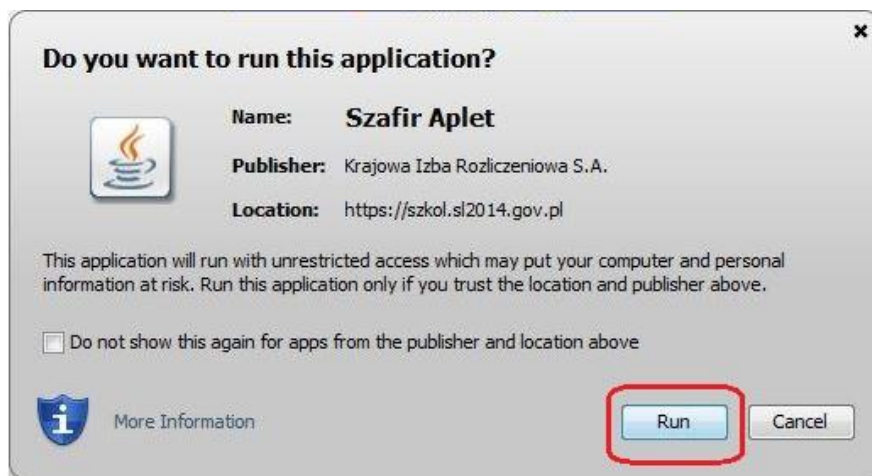 Do you want to run this application?
Name: Szafir Aplet
Publisher: Krajowa Izba Rozliczeniowa S.A.
Location: https://szkol.sl2014.gov.pl
This application will run with unrestricted access which may put your computer and personal
information at risk. Run this application only if you trust the location and publisher above.
Do not show this again for apps from the publisher and location above
More Information
Run
Cancel